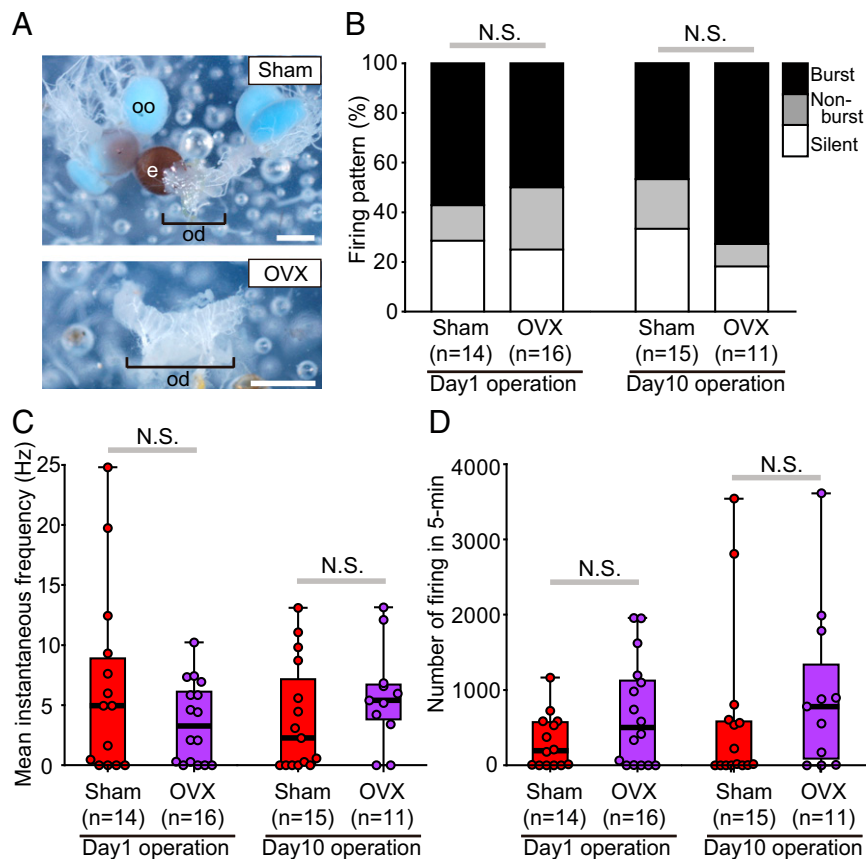 A
Sham
oo
e
od
OVX
od
B
N.S.
N.S.
Firing pattern (%)
100
80
60
40
20
0
Burst
Non-
burst
Silent
Sham
OVX
Sham
OVX
(n=14)
(n=16)
(n=15)
(n=11)
Day1 operation
Day10 operation
C
N.S.
N.S.
Mean instantaneous frequency (Hz)
25
20
15
10
5
0
Sham
OVX
Sham
OVX
(n=14)
(n=16)
(n=15)
(n=11)
Day1 operation
Day10 operation
D
N.S.
N.S.
Number of firing in 5-min
4000
3000
2000
1000
0
Sham
OVX
Sham
OVX
(n=14)
(n=16)
(n=15)
(n=11)
Day1 operation
Day10 operation